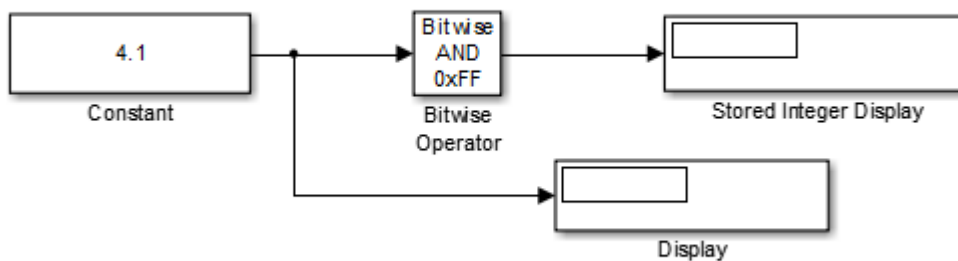 4.1
Constant
Bitwise
AND
0xFF
Bitwise
Operator
Stored Integer Display
Display